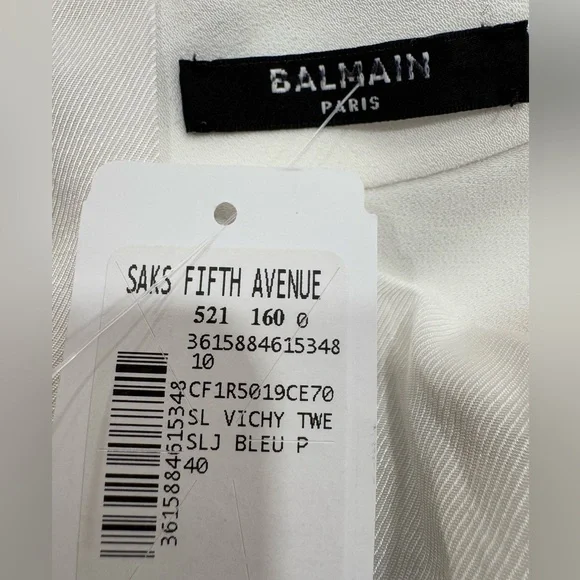 BALMAIN
PARIS
SAKS FIFTH AVENUE
521 160 0
3615884615348
10
CF1R5019CE70
SL VICHY TWE
SLJ BLEU P
40
3615884615348